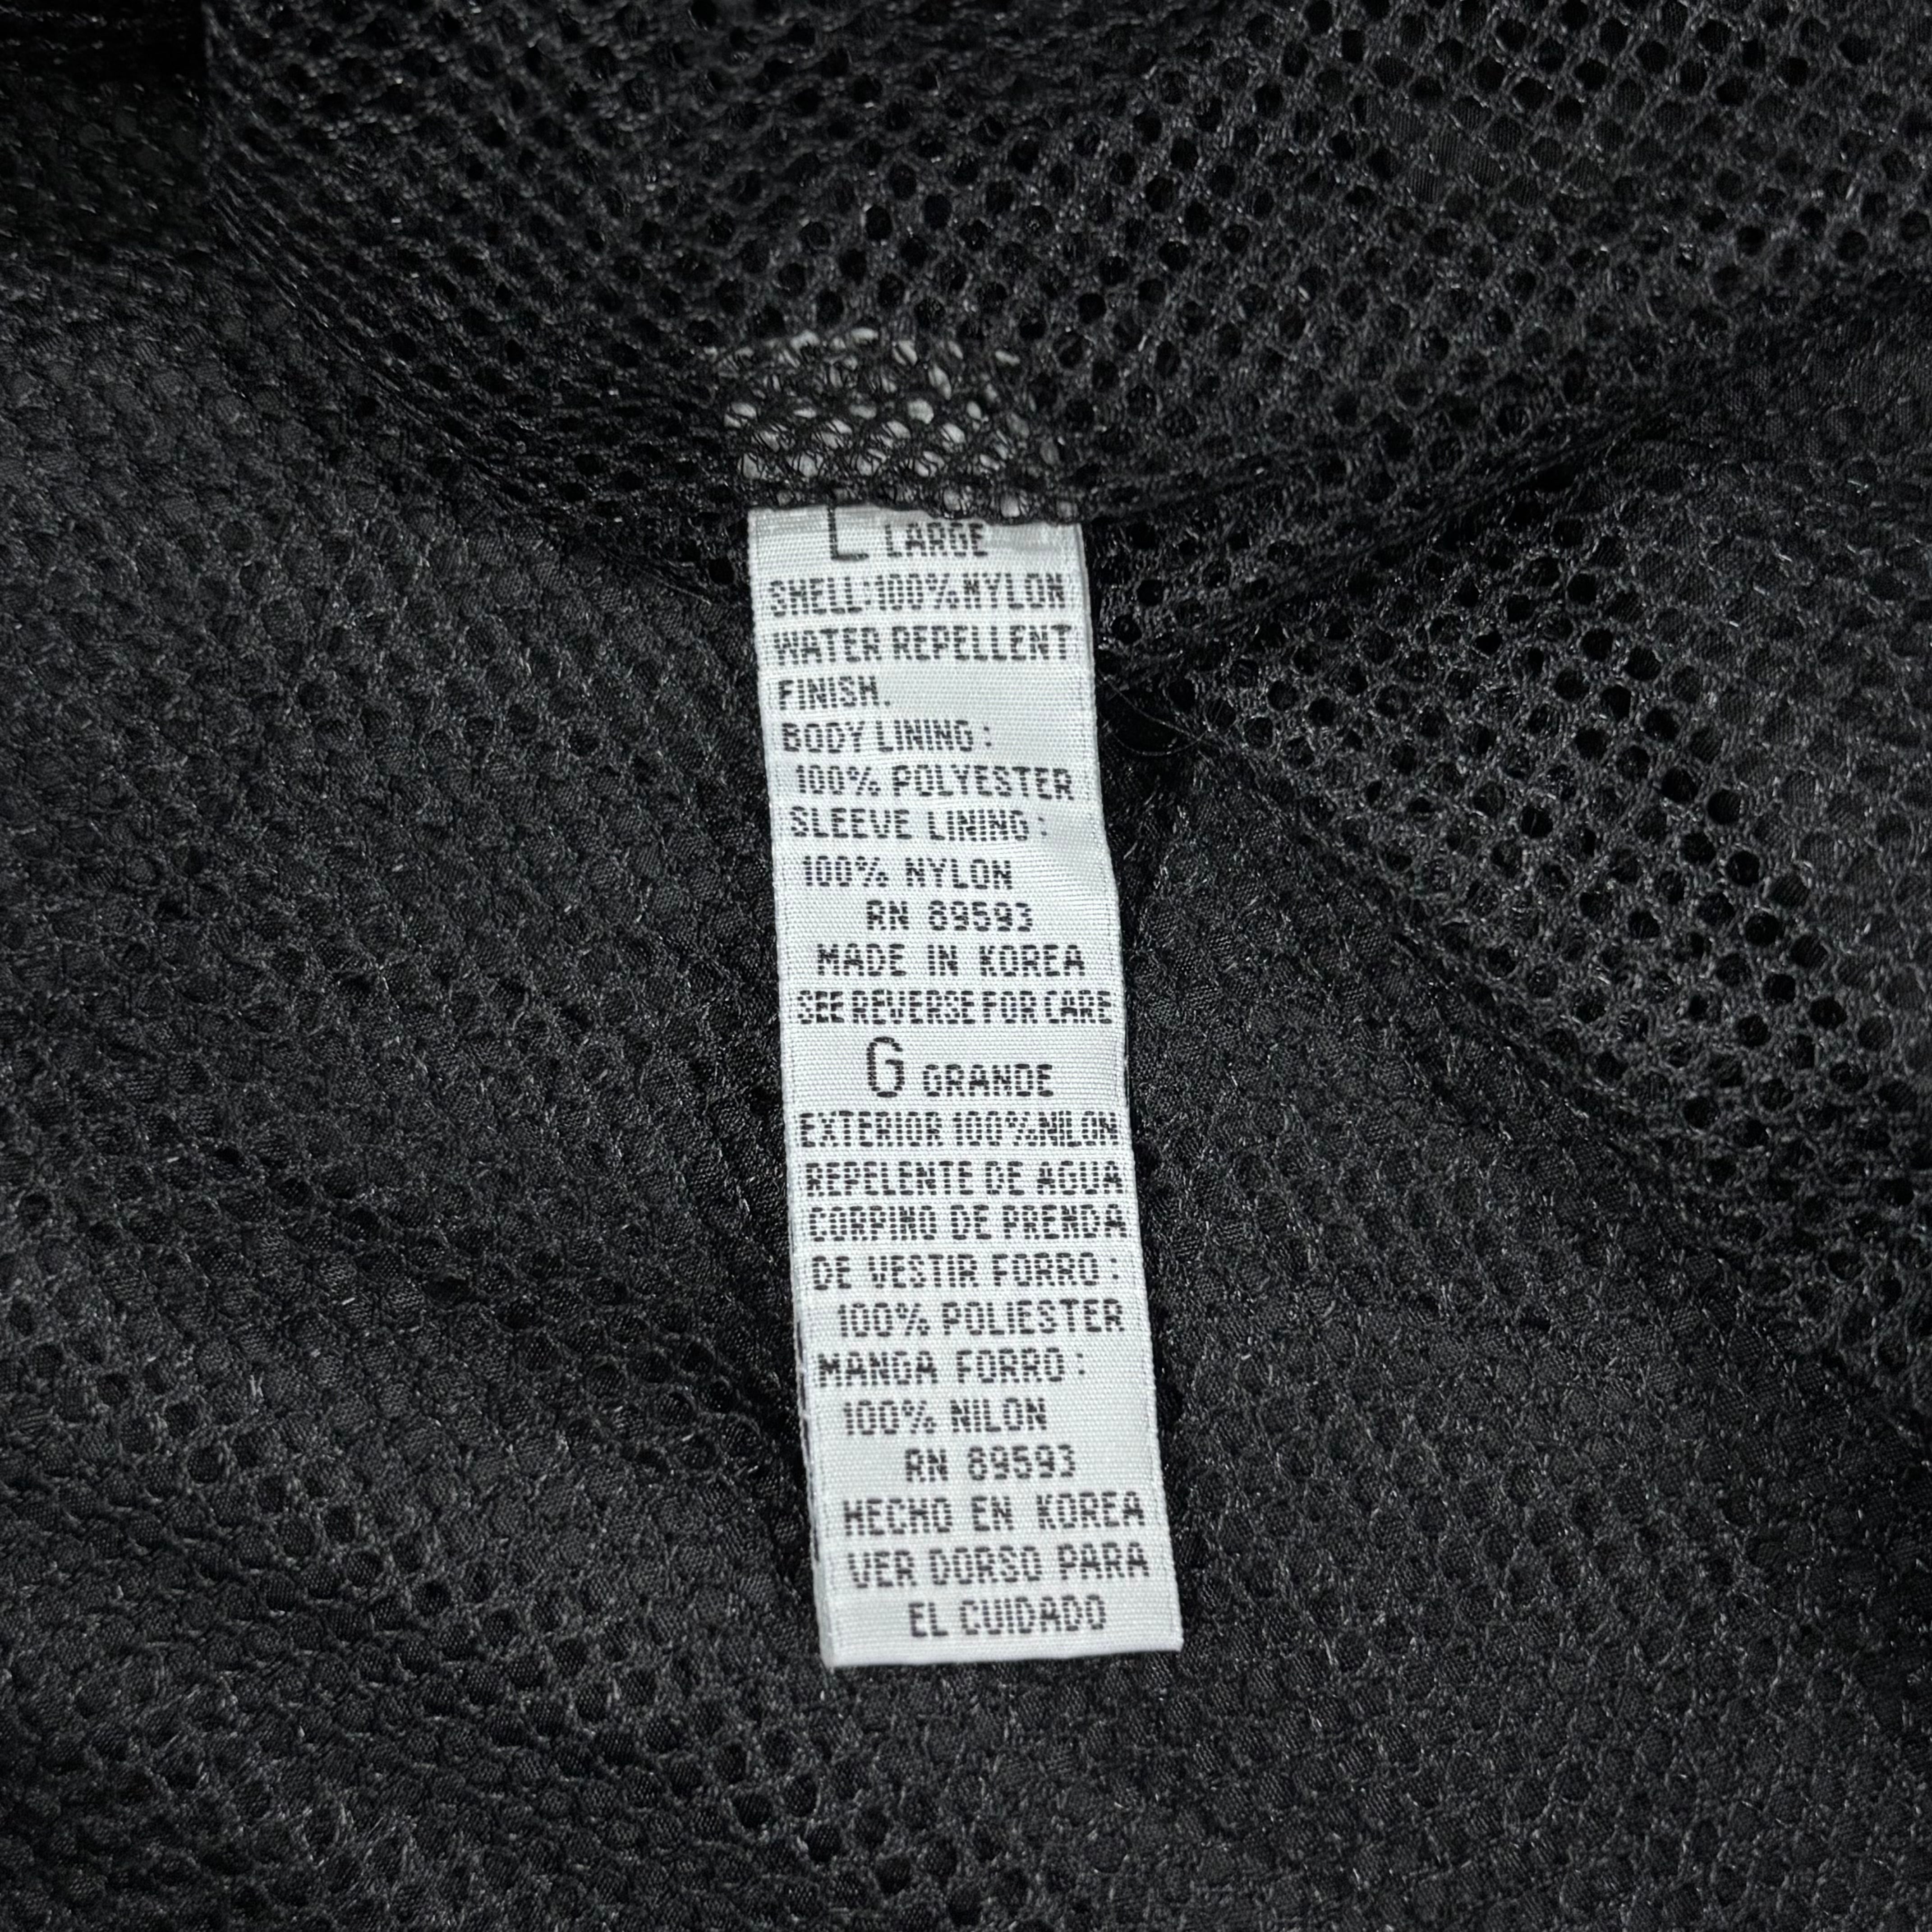 L LARGE
SHELL:100%NYLON
WATER REPELLENT
FINISH.
BODY LINING :
100% POLYESTER
SLEEVE LINING :
100% NYLON
RN 89593
MADE IN KOREA
SEE REVERSE FOR CARE
G GRANDE
EXTERIOR 100%NILON
REPELENTE DE AGUA
CORPINO DE PRENDA
DE VESTIR FORRO :
100% POLIESTER
MANGA FORRO :
100% NILON
RN 89593
HECHO EN KOREA
VER DORSO PARA
EL CUIDADO